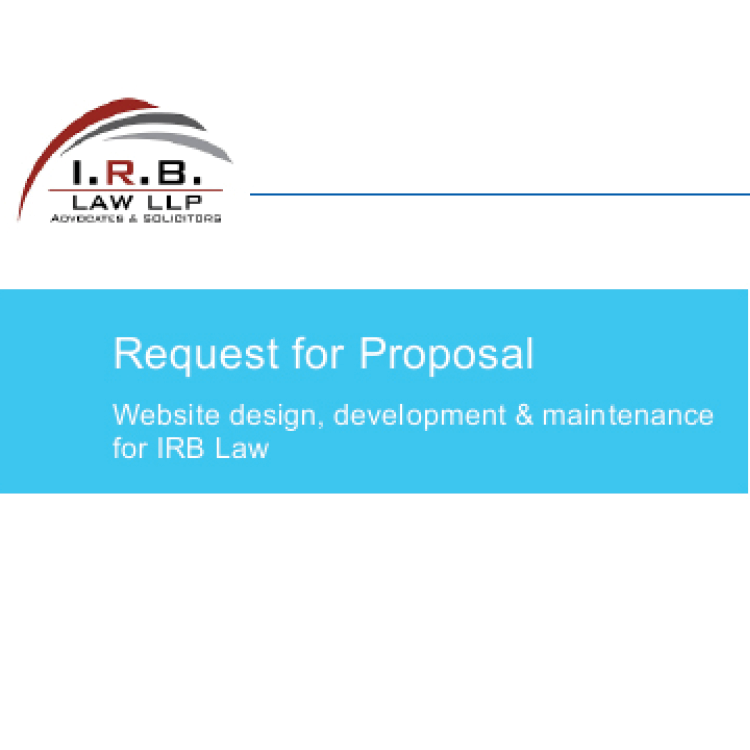 I.R.B.
LAW LLP
ADVOCATES & SOLICITORS
Request for Proposal
Website design, development & maintenance
for IRB Law